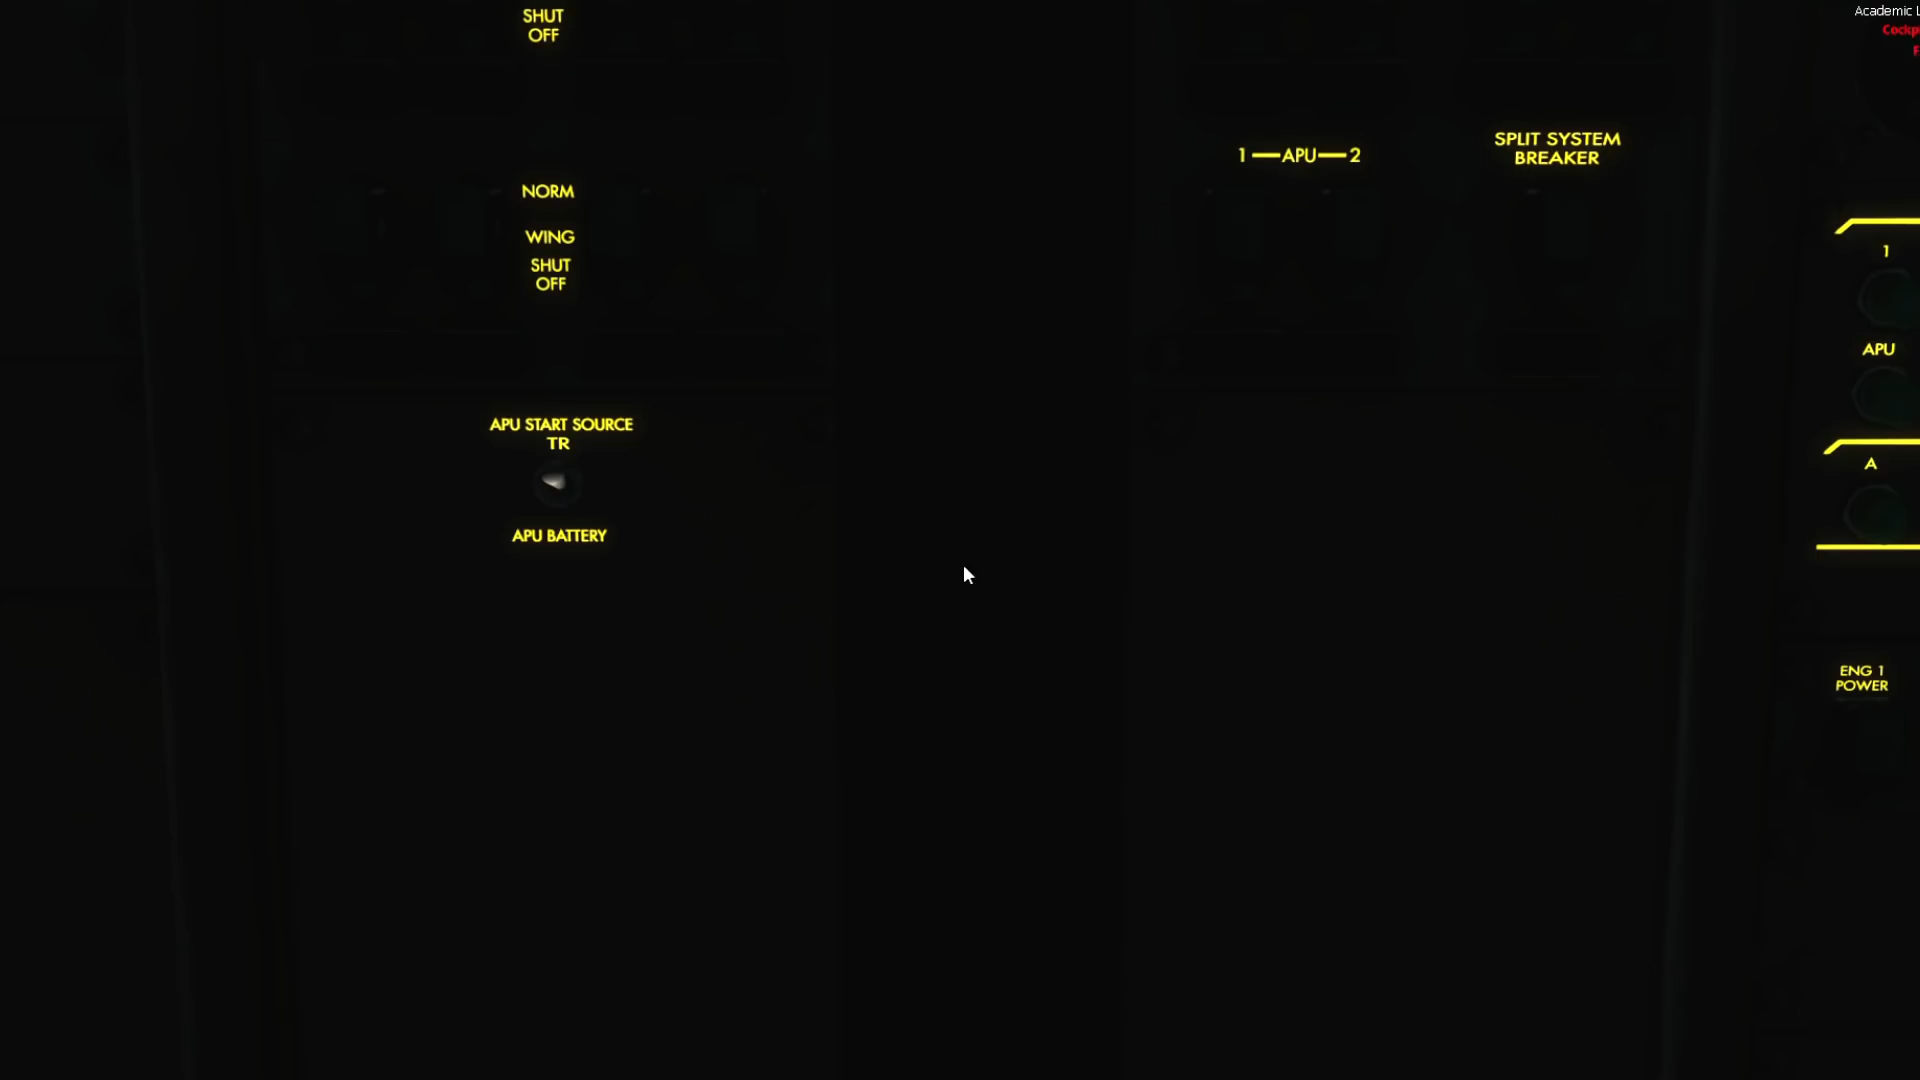 SHUT
OFF
Academic
1 APU 2
SPLIT SYSTEM
BREAKER
NORM
WING
SHUT
OFF
1
APU
APU START SOURCE
TR
A
APU BATTERY
ENG 1
POWER